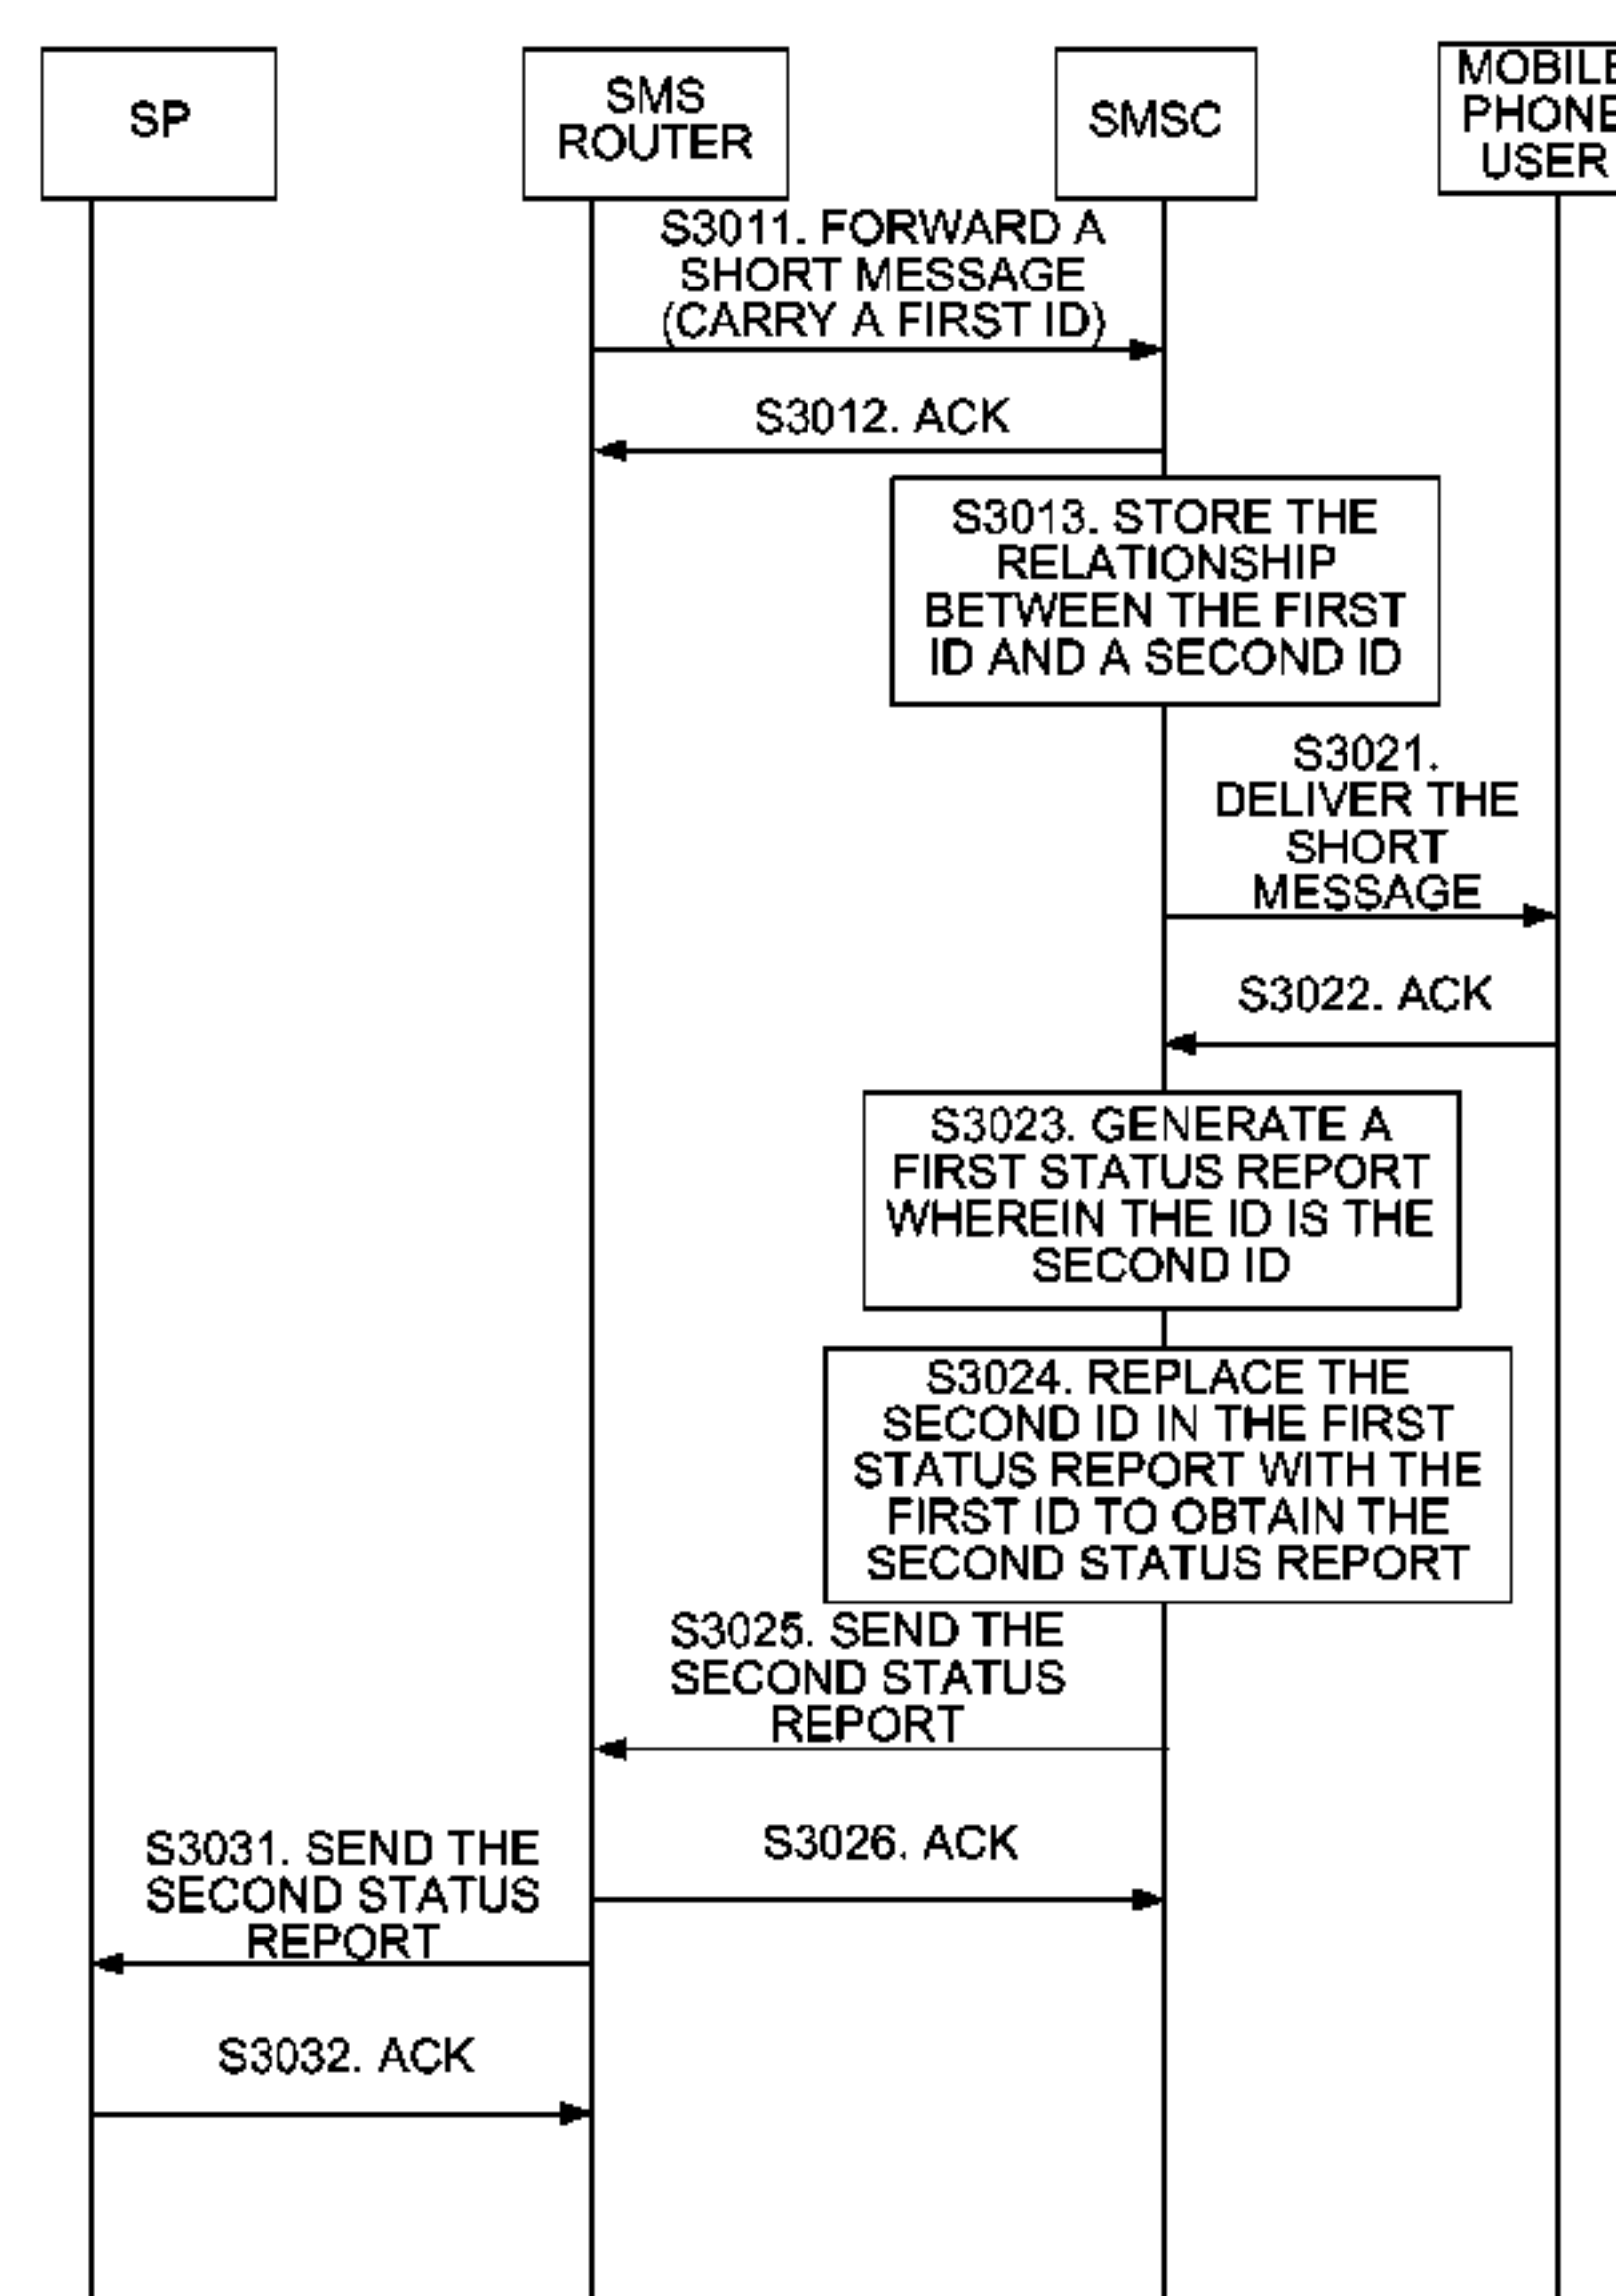 SP
SMS
ROUTER
SMSC
MOBILE
PHONE
USER
S3011. FORWARD A
SHORT MESSAGE
(CARRY A FIRST ID)
S3012. ACK
S3013. STORE THE
RELATIONSHIP
BETWEEN THE FIRST
ID AND A SECOND ID
S3021.
DELIVER THE
SHORT
MESSAGE
S3022. ACK
S3023. GENERATE A
FIRST STATUS REPORT
WHEREIN THE ID IS THE
SECOND ID
S3024. REPLACE THE
SECOND ID IN THE FIRST
STATUS REPORT WITH THE
FIRST ID TO OBTAIN THE
SECOND STATUS REPORT
S3025. SEND THE
SECOND STATUS
REPORT
S3026. ACK
S3031. SEND THE
SECOND STATUS
REPORT
S3032. ACK